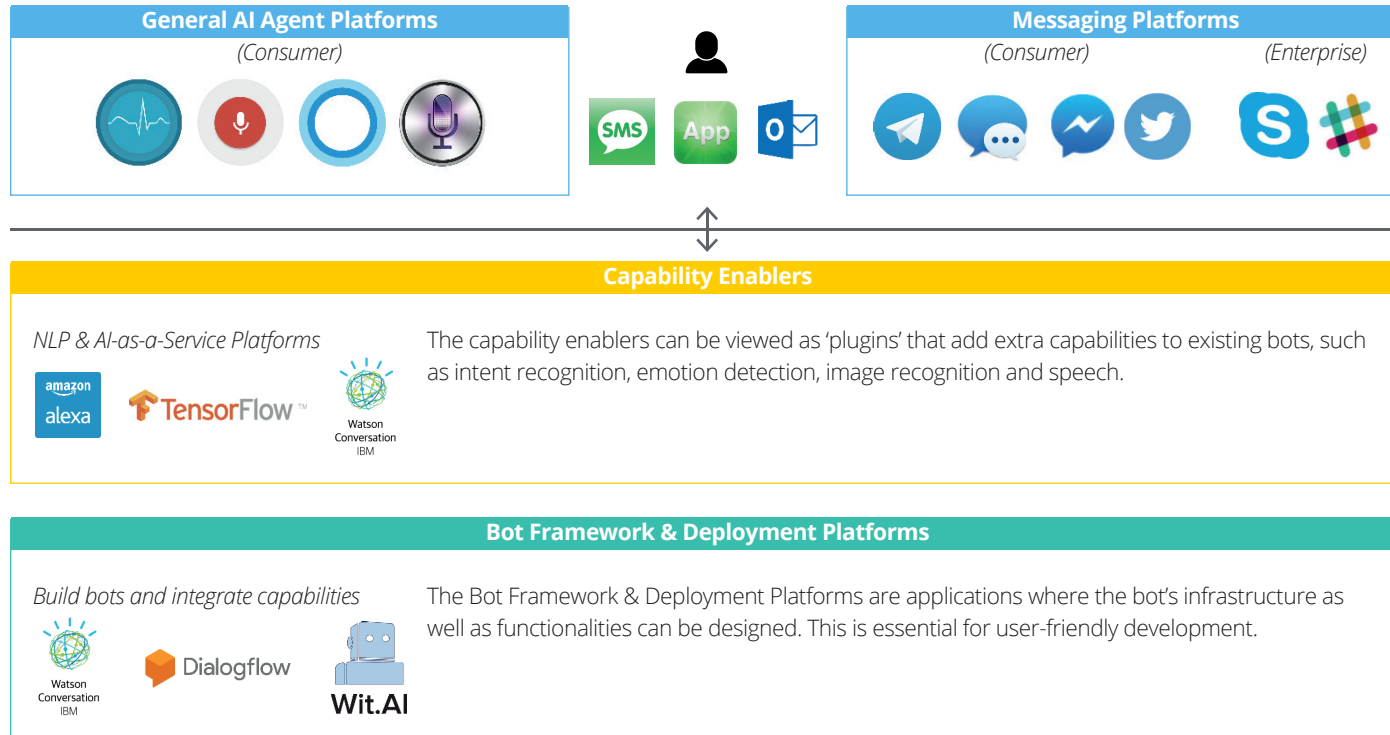 General AI Agent Platforms
(Consumer)
SMS
App
O
Messaging Platforms
(Consumer)
(Enterprise)
S
Capability Enablers
NLP & AI-as-a-Service Platforms
amazon
alexa
TensorFlow ™
Watson
Conversation
IBM
The capability enablers can be viewed as ‘plugins’ that add extra capabilities to existing bots, such
as intent recognition, emotion detection, image recognition and speech.
Bot Framework & Deployment Platforms
Build bots and integrate capabilities
Watson
Conversation
IBM
Dialogflow
Wit.AI
The Bot Framework & Deployment Platforms are applications where the bot’s infrastructure as
well as functionalities can be designed. This is essential for user-friendly development.